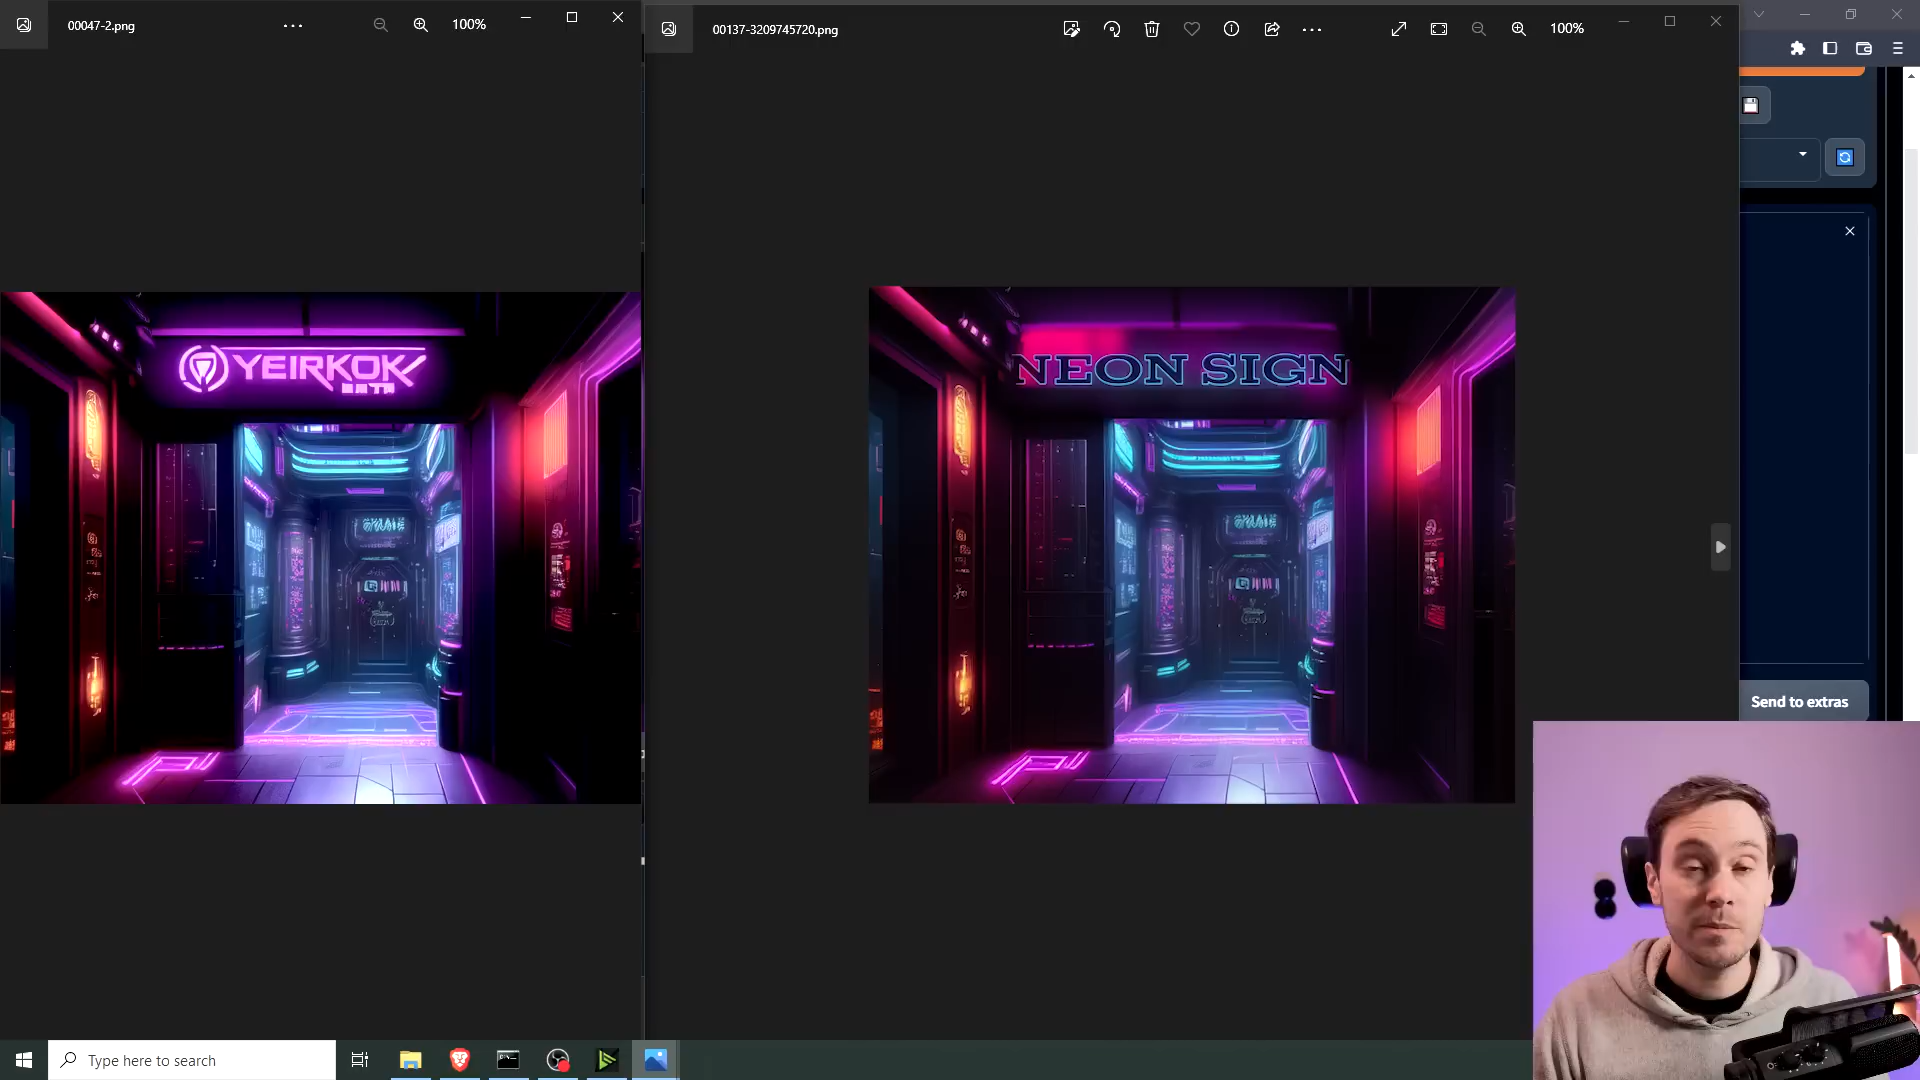 00047-2.png
100%
00137-3209745720.png
100%
YEIRKOK
NEON SIGN
Send to extras
Type here to search